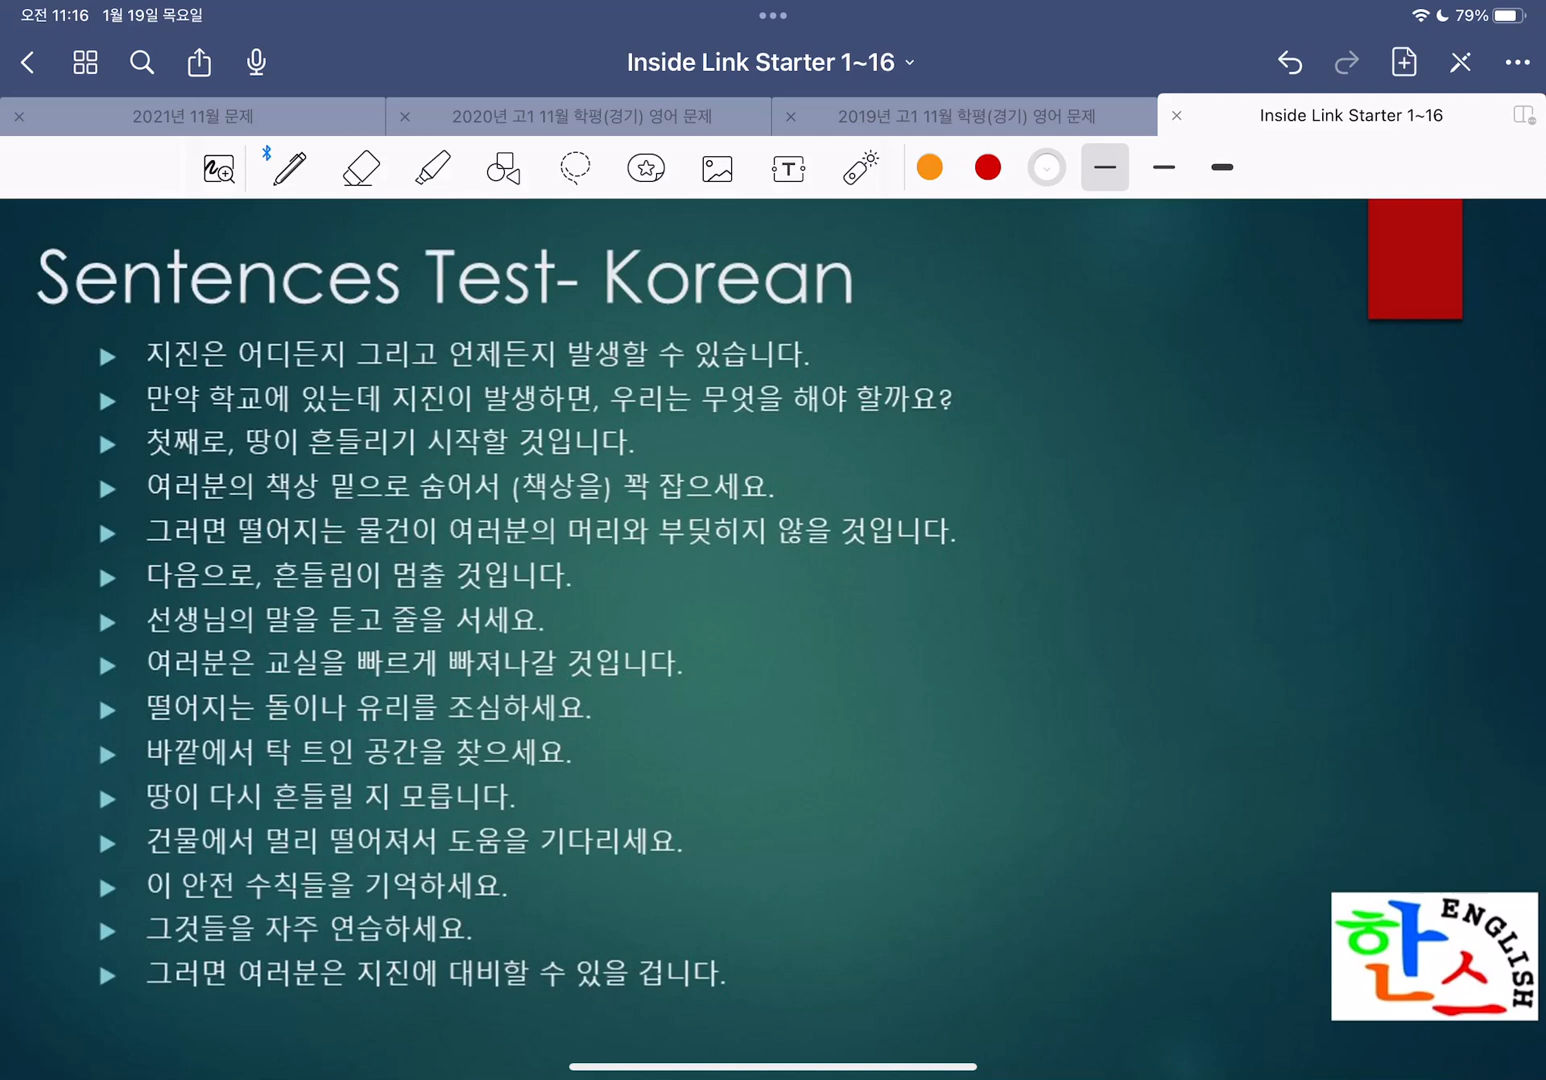 오전 11:16 1월 19일 목요일
79%
Inside Link Starter 1~16
2021년 11월 문제
2020년 고1 11월 학평(경기) 영어 문제
2019년 고1 11월 학평(경기) 영어 문제
Inside Link Starter 1~16
Sentences Test- Korean
지진은 어디든지 그리고 언제든지 발생할 수 있습니다.
만약 학교에 있는데 지진이 발생하면, 우리는 무엇을 해야 할까요?
첫째로, 땅이 흔들리기 시작할 것입니다.
여러분의 책상 밑으로 숨어서 (책상을) 꽉 잡으세요.
그러면 떨어지는 물건이 여러분의 머리와 부딪히지 않을 것입니다.
다음으로, 흔들림이 멈출 것입니다.
선생님의 말을 듣고 줄을 서세요.
여러분은 교실을 빠르게 빠져나갈 것입니다.
떨어지는 돌이나 유리를 조심하세요.
바깥에서 탁 트인 공간을 찾으세요.
땅이 다시 흔들릴 지 모릅니다.
건물에서 멀리 떨어져서 도움을 기다리세요.
이 안전 수칙들을 기억하세요.
그것들을 자주 연습하세요.
그러면 여러분은 지진에 대비할 수 있을 겁니다.
한스 ENGLISH